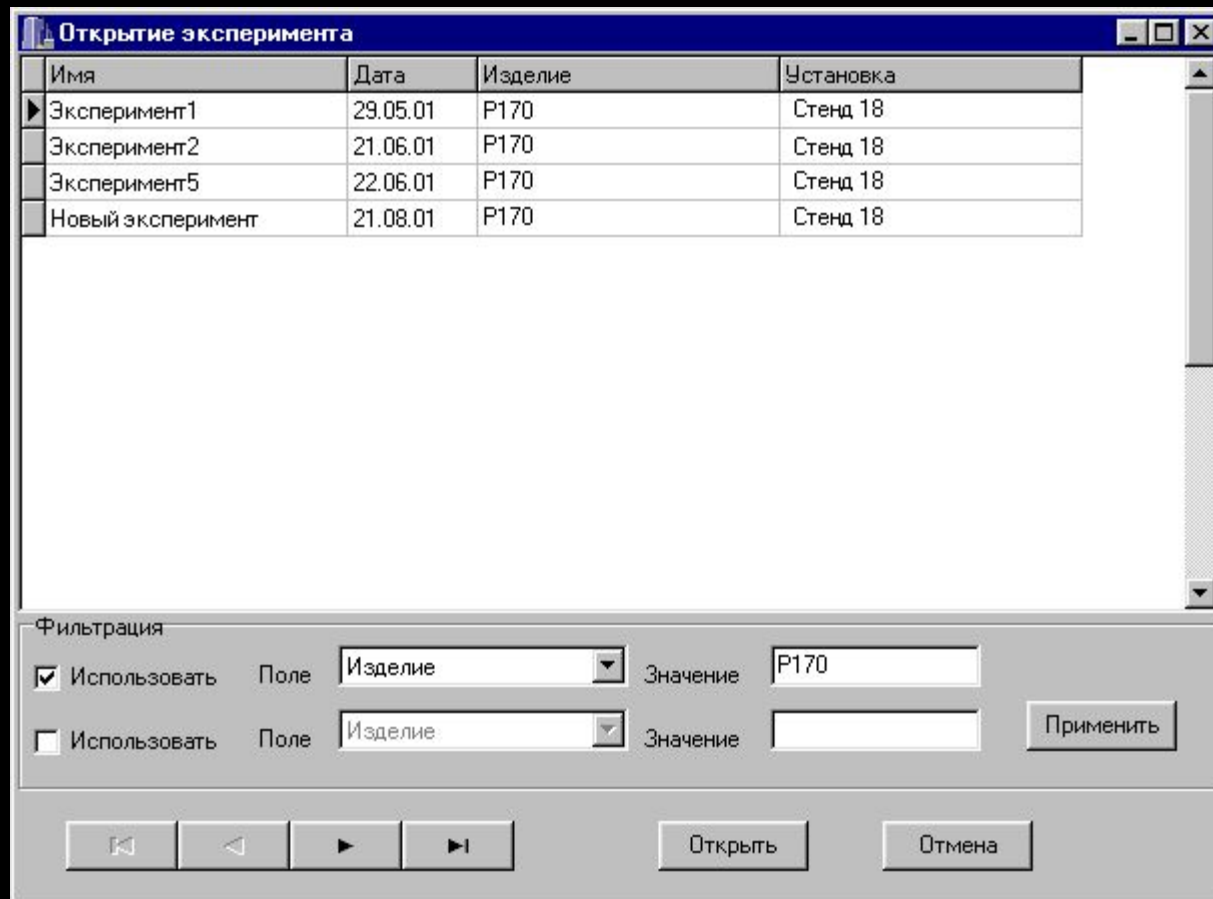 Открытие эксперимента
Имя Дата Изделие Установка
Эксперимент1 29.05.01 Р170 Стенд 18
Эксперимент2 21.06.01 Р170 Стенд 18
Эксперимент5 22.06.01 Р170 Стенд 18
Новый эксперимент 21.08.01 Р170 Стенд 18
Фильтрация
Использовать Поле Изделие Значение Р170
Использовать Поле Изделие Значение Применить
Открыть Отмена